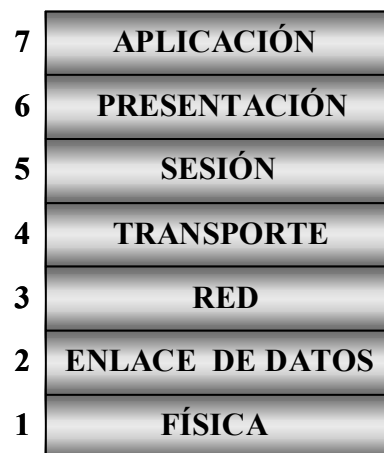 7 APLICACIÓN
6 PRESENTACIÓN
5 SESIÓN
4 TRANSPORTE
3 RED
2 ENLACE DE DATOS
1 FÍSICA